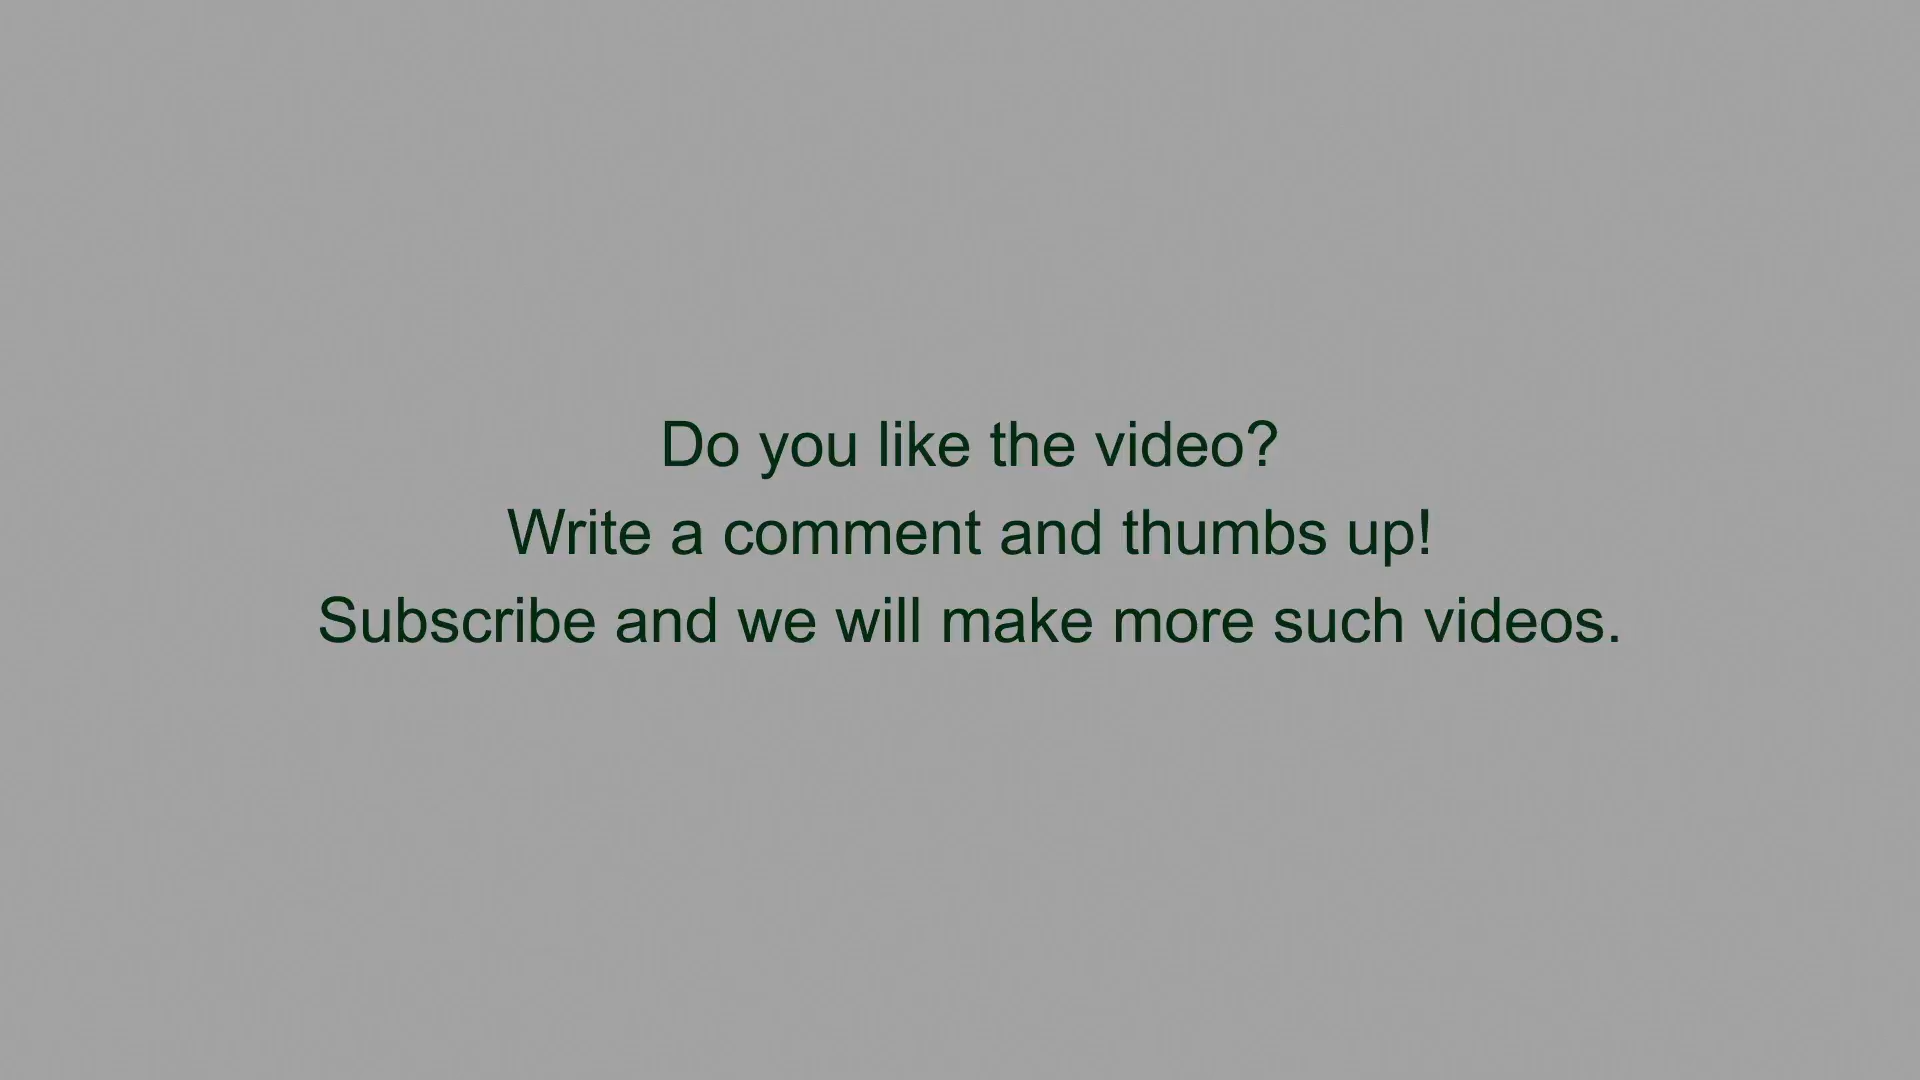 Do you like the video?
Write a comment and thumbs up!
Subscribe and we will make more such videos.